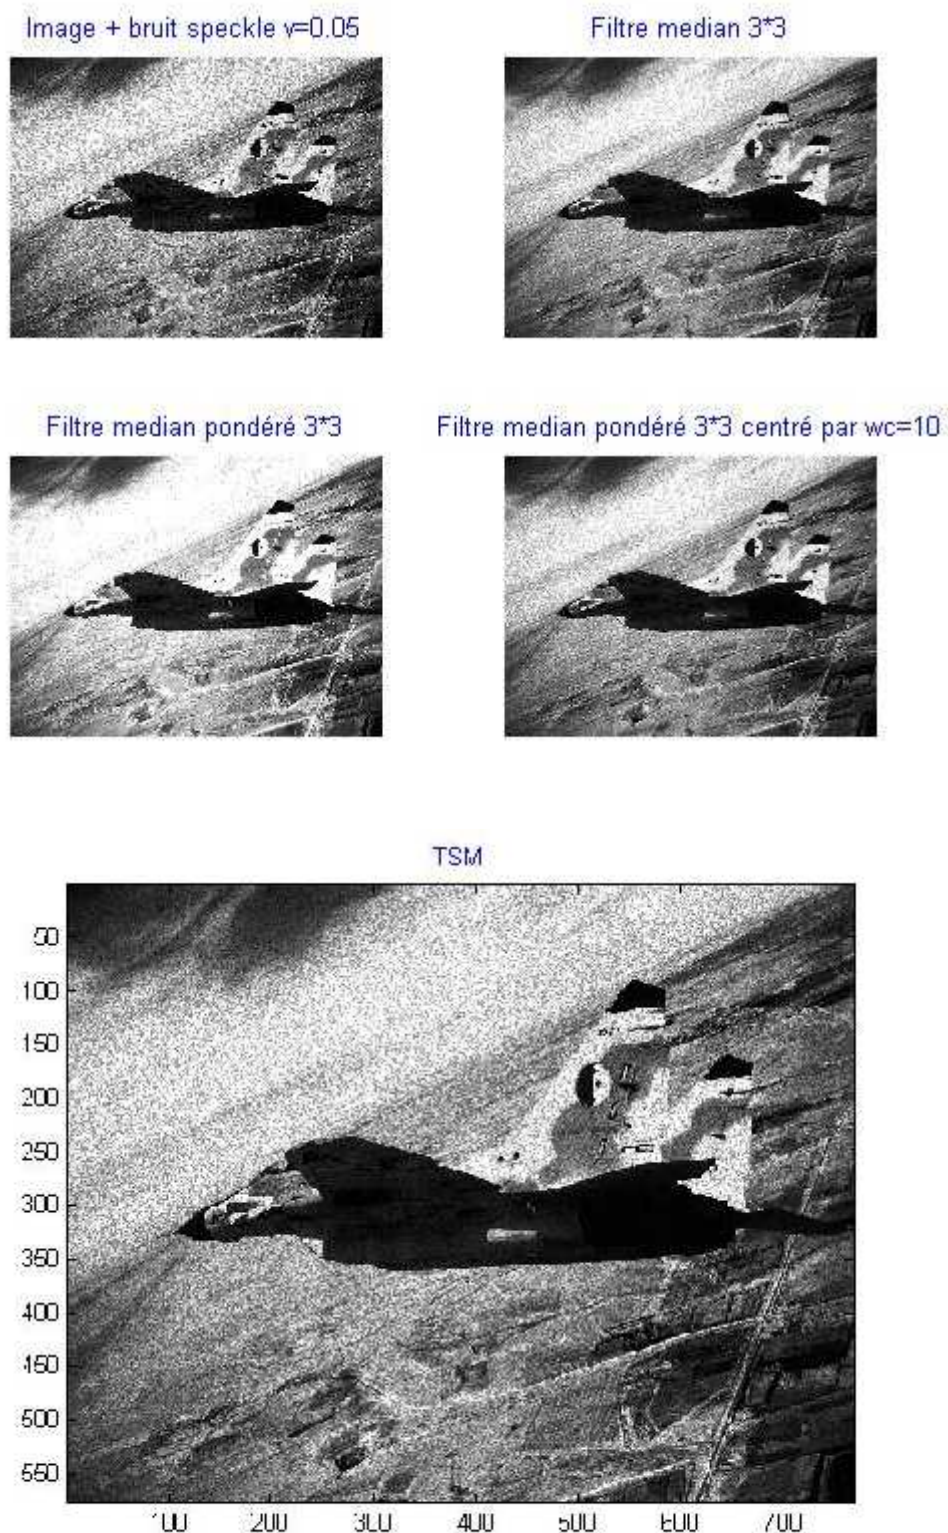 Image + bruit speckle v=0.05
Filtre median 3*3
Filtre median pondéré 3*3
Filtre median pondéré 3*3 centré par wc=10
TSM
50
100
150
200
250
300
350
400
450
500
550
100 200 300 400 500 600 700